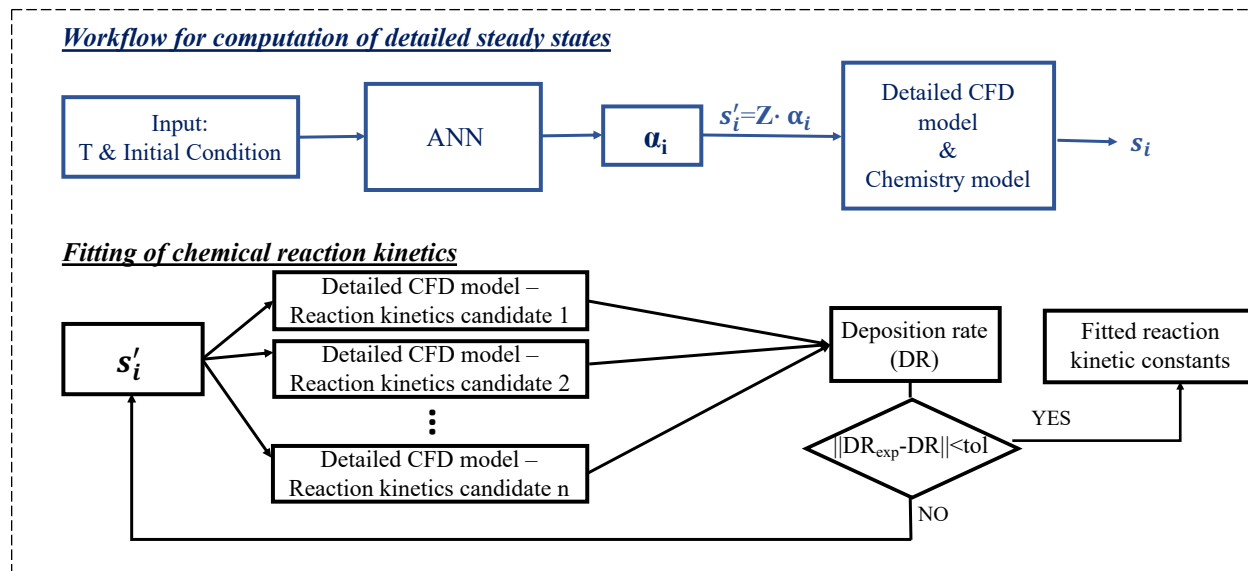 Workflow for computation of detailed steady states
Input:
T & Initial Condition
ANN
αi
s′i=Z· αi
Detailed CFD
model
&
Chemistry model
si
Fitting of chemical reaction kinetics
s′i
Detailed CFD model –
Reaction kinetics candidate 1
Detailed CFD model –
Reaction kinetics candidate 2
⋮
Detailed CFD model –
Reaction kinetics candidate n
Deposition rate
(DR)
Fitted reaction
kinetic constants
||DRexp-DR||<tol
YES
NO